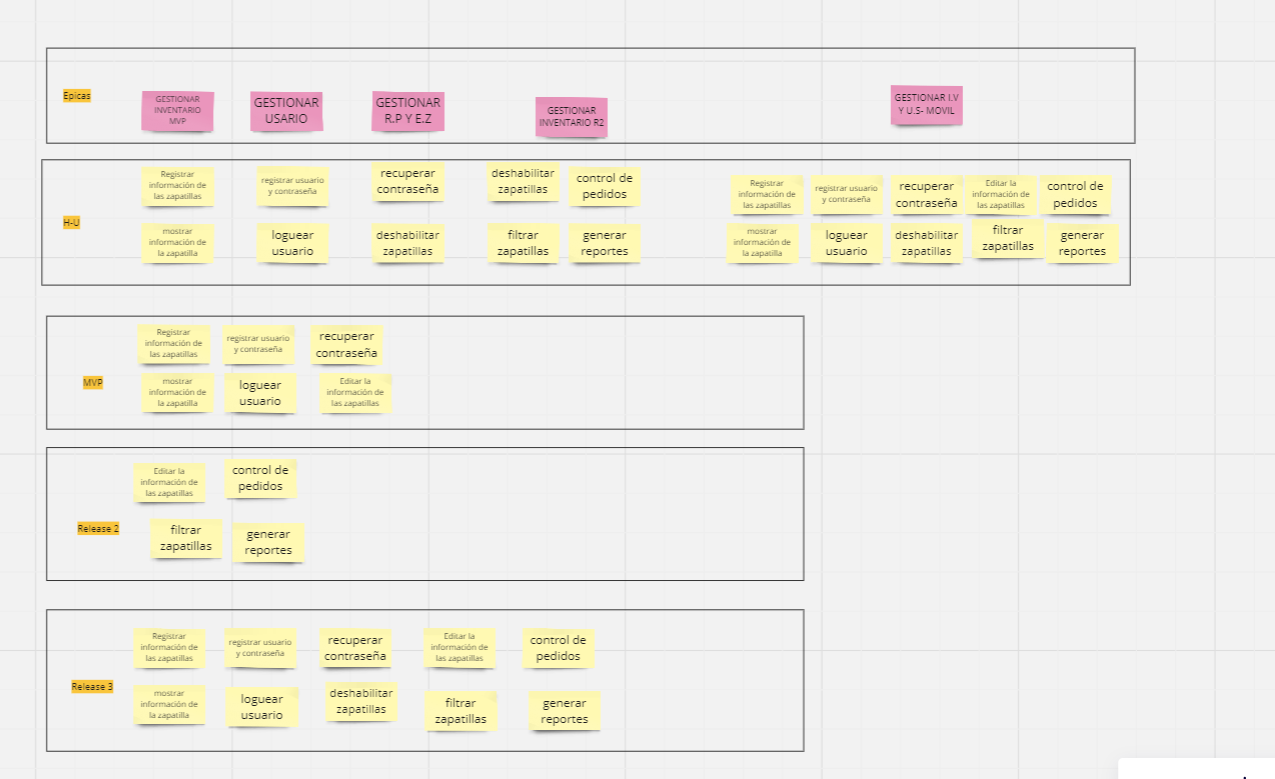 Epicas
GESTIONAR
INVENTARIO
MVP
GESTIONAR
USARIO
GESTIONAR
R.P Y E.Z
GESTIONAR
INVENTARIO R2
GESTIONAR I.V
Y U.S- MOVIL
H-U
Registrar
información de
las zapatillas
registrar usuario
y contraseña
recuperar
contraseña
deshabilitar
zapatillas
control de
pedidos
Registrar
información de
las zapatillas
registrar usuario
y contraseña
recuperar
contraseña
Editar la
información de
las zapatillas
control de
pedidos
mostrar
información de
la zapatilla
loguear
usuario
deshabilitar
zapatillas
filtrar
zapatillas
generar
reportes
mostrar
información de
la zapatilla
loguear
usuario
deshabilitar
zapatillas
filtrar
zapatillas
generar
reportes
MVP
Registrar
información de
las zapatillas
registrar usuario
y contraseña
recuperar
contraseña
mostrar
información de
la zapatilla
loguear
usuario
Editar la
información de
las zapatillas
Release 2
Editar la
información de
las zapatillas
control de
pedidos
filtrar
zapatillas
generar
reportes
Release 3
Registrar
información de
las zapatillas
registrar usuario
y contraseña
recuperar
contraseña
Editar la
información de
las zapatillas
control de
pedidos
mostrar
información de
la zapatilla
loguear
usuario
deshabilitar
zapatillas
filtrar
zapatillas
generar
reportes